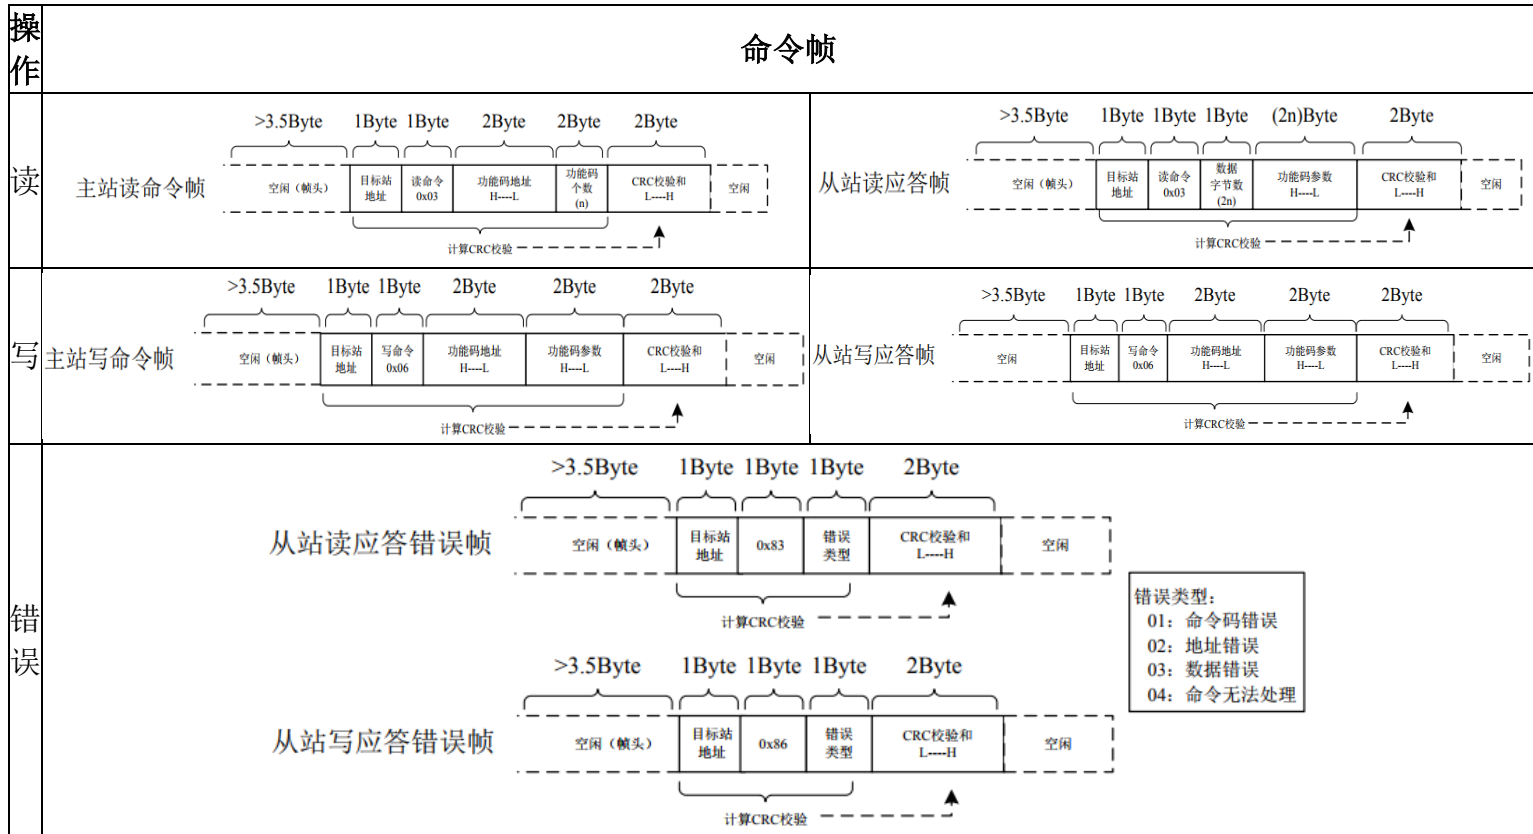 操作
命令帧
读
主站读命令帧
>3.5Byte 1Byte 1Byte 2Byte 2Byte 2Byte
空闲（帧头）
目标站
地址
读命令
0x03
功能码地址
H----L
功能码
个数
(n)
CRC校验和
L----H
空闲
计算CRC校验
从站读应答帧
>3.5Byte 1Byte 1Byte 1Byte (2n)Byte 2Byte
空闲（帧头）
目标站
地址
读命令
0x03
数据
字节数
(2n)
功能码参数
H----L
CRC校验和
L----H
空闲
计算CRC校验
写
主站写命令帧
>3.5Byte 1Byte 1Byte 2Byte 2Byte 2Byte
空闲（帧头）
目标站
地址
写命令
0x06
功能码地址
H----L
功能码参数
H----L
CRC校验和
L----H
空闲
计算CRC校验
从站写应答帧
>3.5Byte 1Byte 1Byte 2Byte 2Byte 2Byte
空闲
目标站
地址
写命令
0x06
功能码地址
H----L
功能码参数
H----L
CRC校验和
L----H
空闲
计算CRC校验
错误
从站读应答错误帧
>3.5Byte 1Byte 1Byte 1Byte 2Byte
空闲（帧头）
目标站
地址
0x83
错误
类型
CRC校验和
L----H
空闲
计算CRC校验
从站写应答错误帧
>3.5Byte 1Byte 1Byte 1Byte 2Byte
空闲（帧头）
目标站
地址
0x86
错误
类型
CRC校验和
L----H
空闲
计算CRC校验
错误类型：
01：命令码错误
02：地址错误
03：数据错误
04：命令无法处理